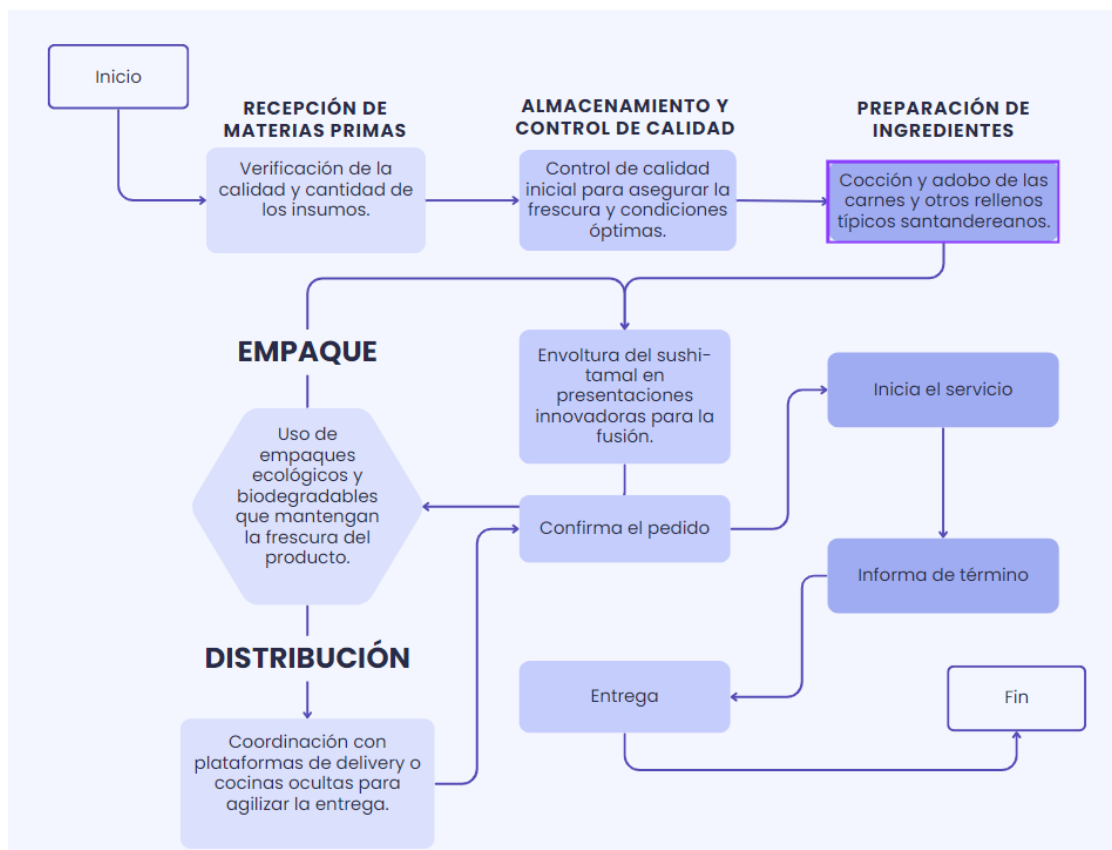 Inicio
RECEPCIÓN DE
MATERIAS PRIMAS
Verificación de la
calidad y cantidad de
los insumos.
ALMACENAMIENTO Y
CONTROL DE CALIDAD
Control de calidad
inicial para asegurar la
frescura y condiciones
óptimas.
PREPARACIÓN DE
INGREDIENTES
Cocción y adobo de las
carnes y otros rellenos
típicos santandereanos.
Envoltura del sushi-
tamal en
presentaciones
innovadoras para la
fusión.
EMPAQUE
Uso de
empaques
ecológicos y
biodegradables
que mantengan
la frescura del
producto.
DISTRIBUCIÓN
Coordinación con
plataformas de delivery o
cocinas ocultas para
agilizar la entrega.
Confirma el pedido
Inicia el servicio
Informa de término
Entrega
Fin